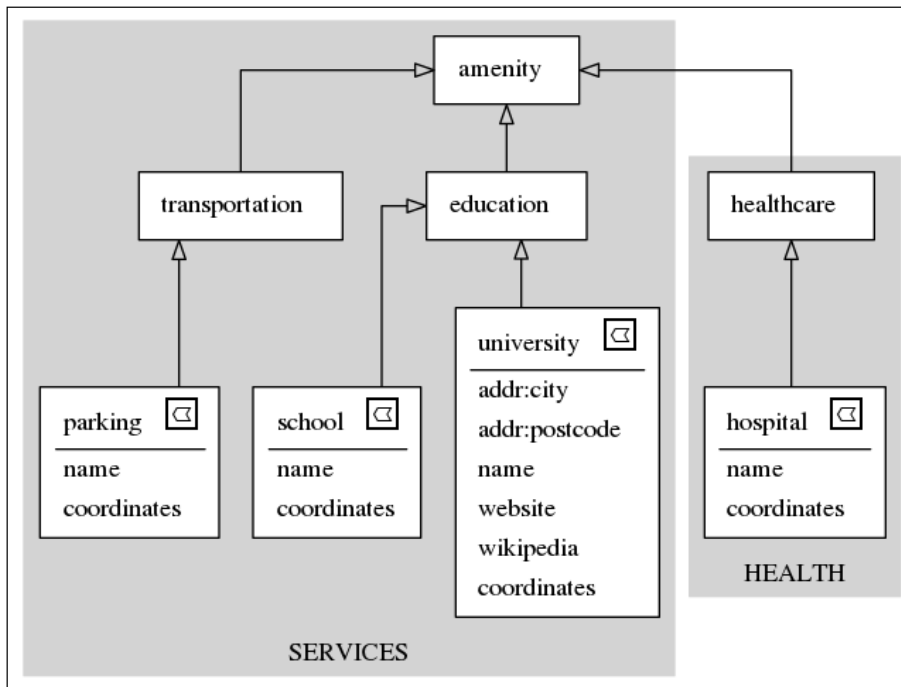 amenity
transportation
education
healthcare
university
addr:city
addr:postcode
name
website
wikipedia
coordinates
parking
name
coordinates
school
name
coordinates
hospital
name
coordinates
HEALTH
SERVICES